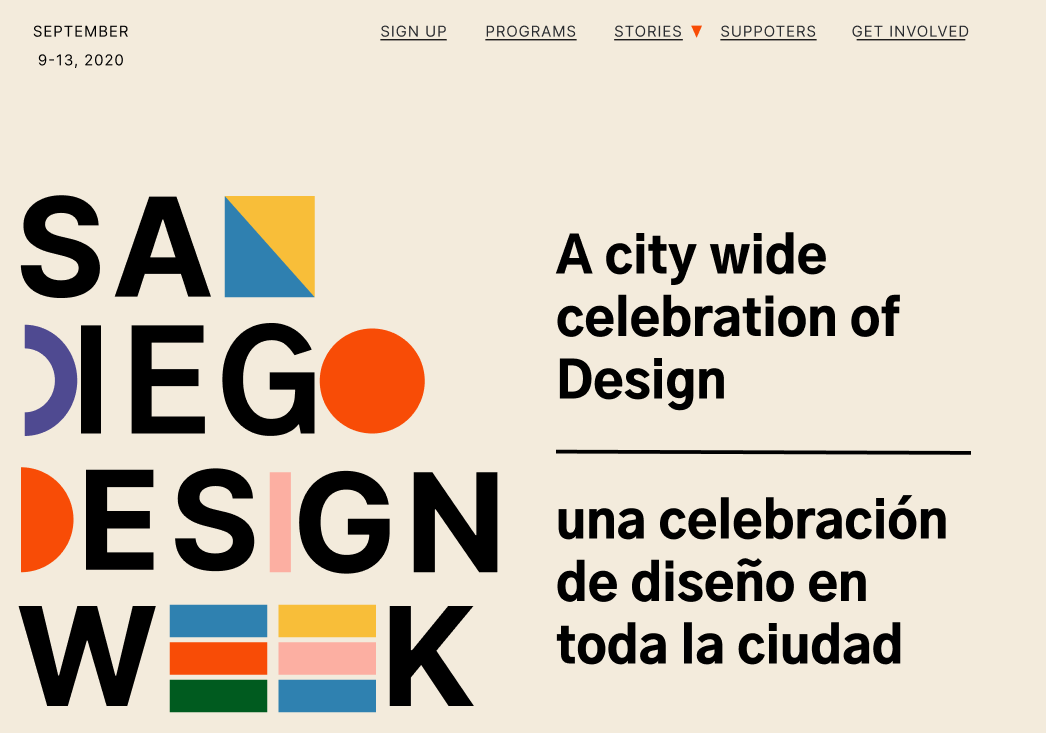 SEPTEMBER
9-13, 2020
SIGN UP PROGRAMS STORIES SUPPOTERS GET INVOLVED
SAN
DIEGO
DESIGN
WEEK
A city wide
celebration of
Design
una celebración
de diseño en
toda la ciudad